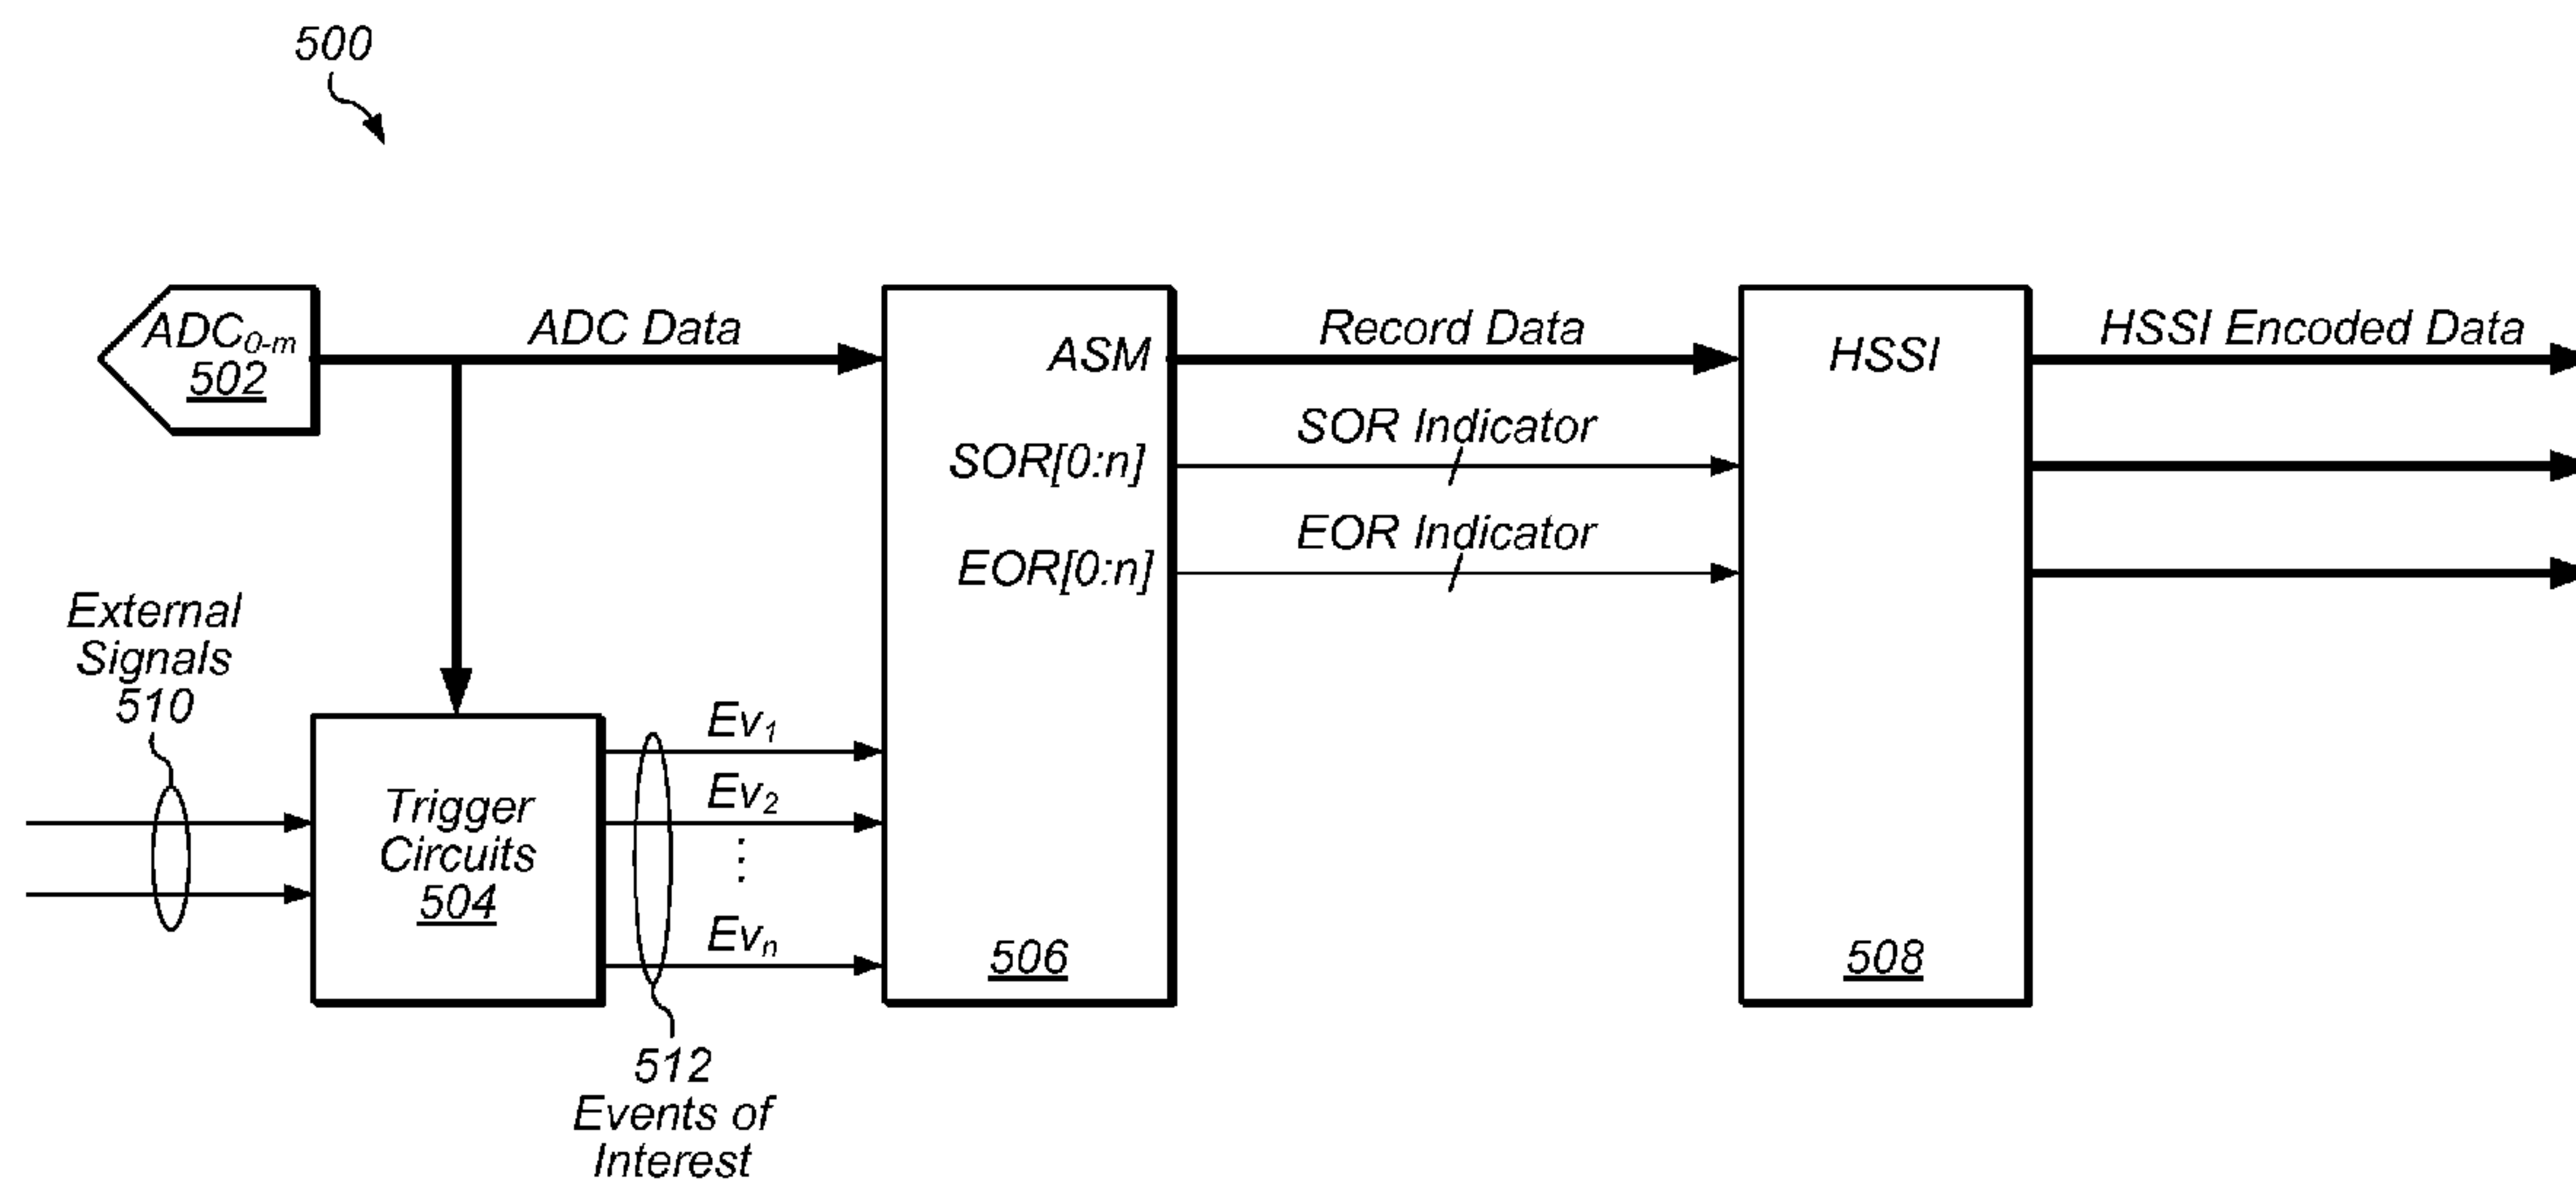 500
ADC0-m
502
ADC Data
ASM
Record Data
HSSI
HSSI Encoded Data
SOR[0:n]
SOR Indicator
EOR[0:n]
EOR Indicator
External
Signals
510
Trigger
Circuits
504
Ev1
Ev2
⋮
Evn
506
508
512
Events of
Interest